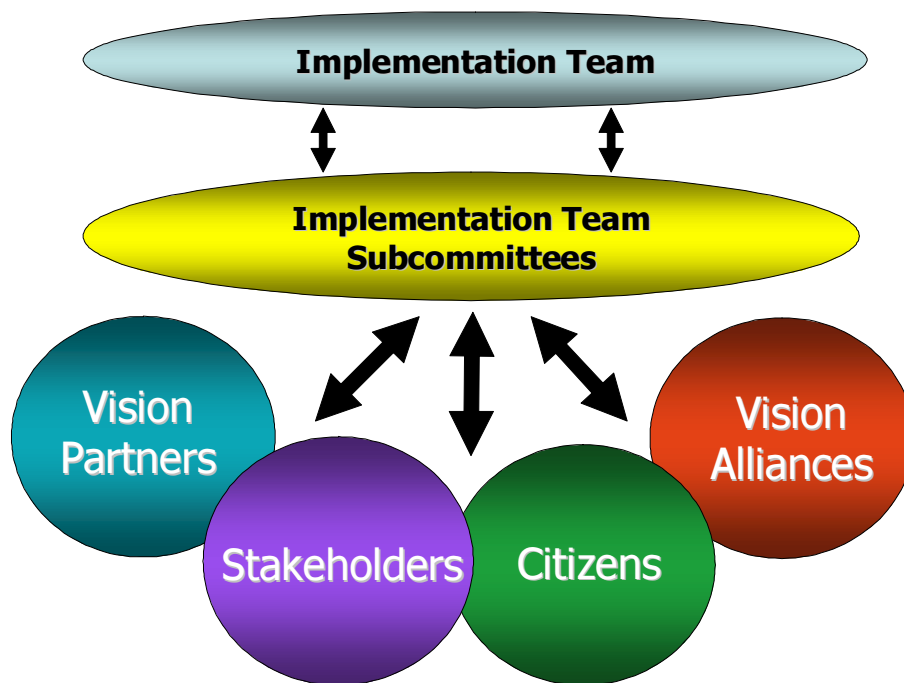 Implementation Team
Implementation Team
Subcommittees
Vision
Partners
Vision
Alliances
Stakeholders
Citizens